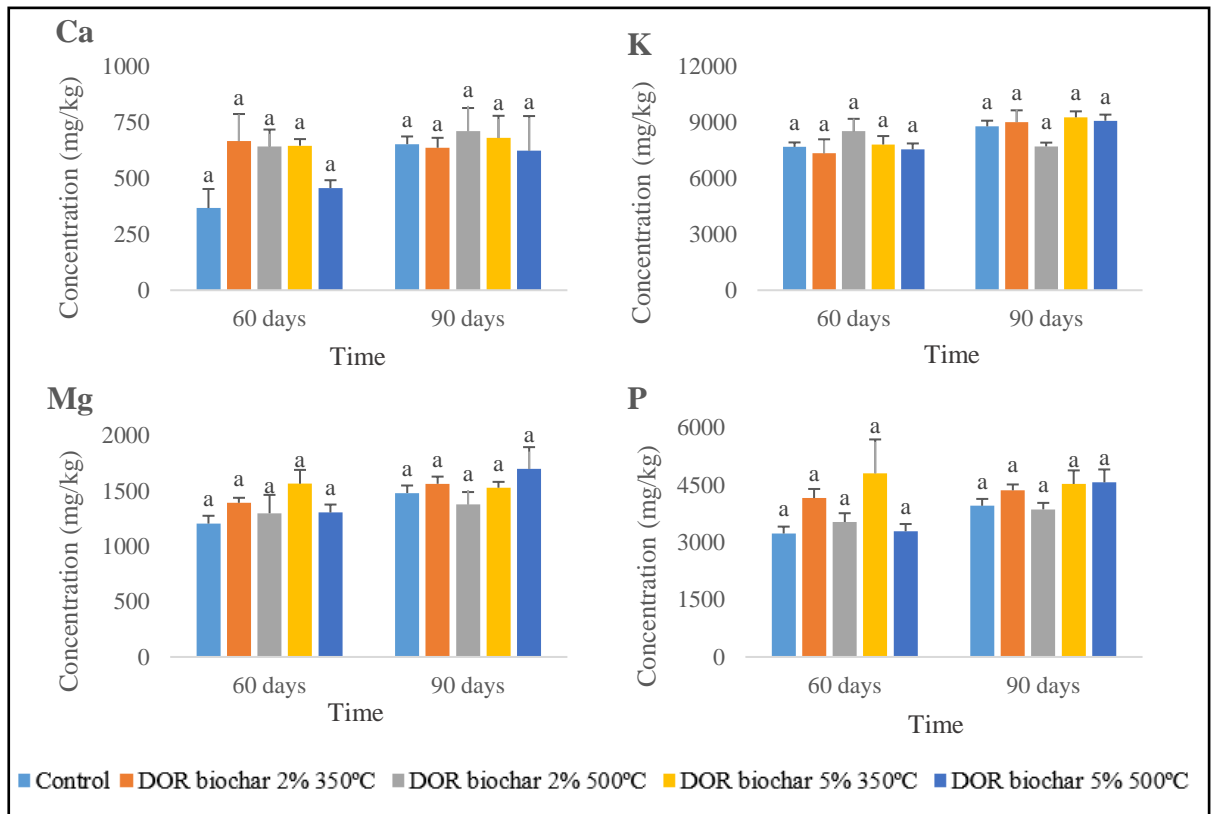 Ca
Concentration (mg/kg)
1000
750
500
250
0
a a a a a a a a a a
60 days 90 days
Time
K
Concentration (mg/kg)
12000
9000
6000
3000
0
a a a a a a a a a a
60 days 90 days
Time
Mg
Concentration (mg/kg)
2000
1500
1000
500
0
a a a a a a a a a a
60 days 90 days
Time
P
Concentration (mg/kg)
6000
4500
3000
1500
0
a a a a a a a a a a
60 days 90 days
Time
Control DOR biochar 2% 350ºC DOR biochar 2% 500ºC DOR biochar 5% 350ºC DOR biochar 5% 500ºC